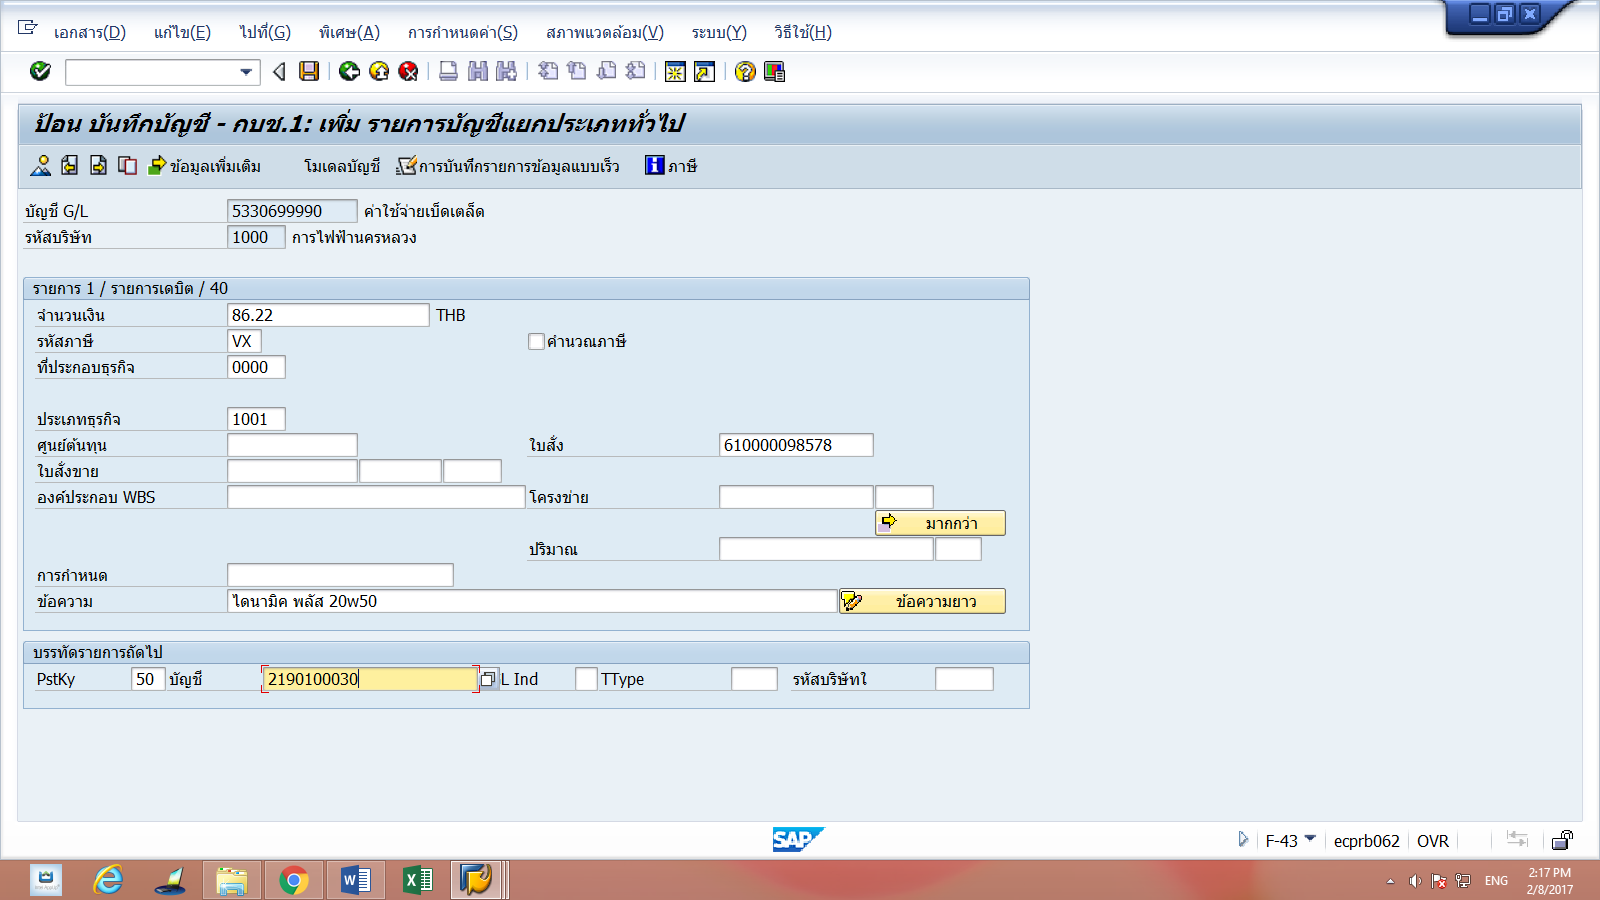 เอกสาร(D) แก้ไข(E) ไปที่(G) พิเศษ(A) การกำหนดค่า(S) สภาพแวดล้อม(V) ระบบ(Y) วิธีใช้(H)
ป้อน บันทึกบัญชี - กบช.1: เพิ่ม รายการบัญชีแยกประเภททั่วไป
ข้อมูลเพิ่มเติม โมเดลบัญชี การบันทึกรายการข้อมูลแบบเร็ว ภาษี
บัญชี G/L 5330699990 ค่าใช้จ่ายเบ็ดเตล็ด
รหัสบริษัท 1000 การไฟฟ้านครหลวง
รายการ 1 / รายการเดบิต / 40
จำนวนเงิน 86.22 THB
รหัสภาษี VX คำนวณภาษี
ที่ประกอบธุรกิจ 0000
ประเภทธุรกิจ 1001
ศูนย์ต้นทุน ใบสั่ง 610000098578
ใบสั่งขาย
องค์ประกอบ WBS โครงข่าย
มากกว่า
ปริมาณ
การกำหนด
ข้อความ ไดนามิค พลัส 20w50 ข้อความยาว
บรรทัดรายการถัดไป
PstKy 50 บัญชี 2190100030 L Ind TType รหัสบริษัทใ
SAP F-43 ecprb062 OVR
ENG 2:17 PM
2/8/2017